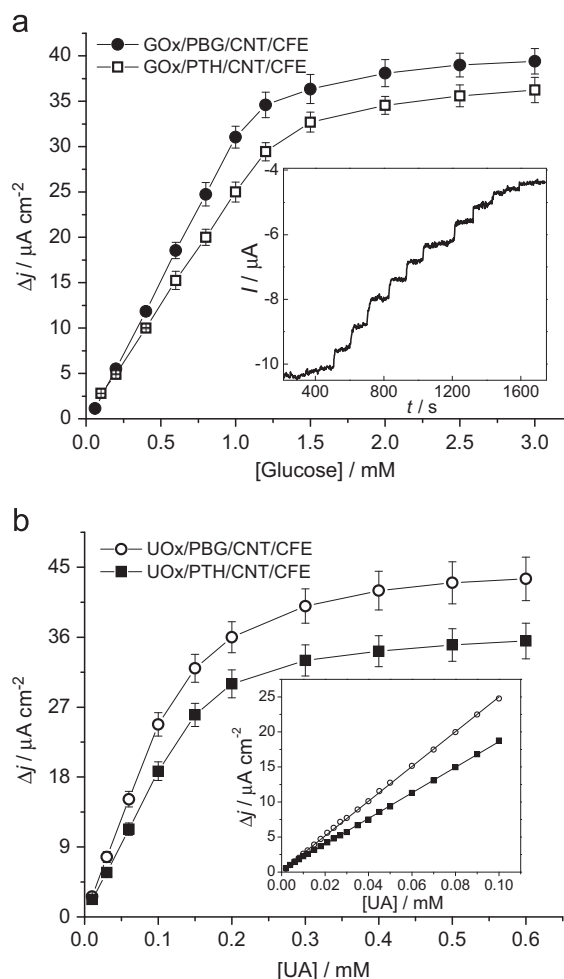 a
GOx/PBG/CNT/CFE
GOx/PTH/CNT/CFE
40
35
30
25
20
15
10
5
0
Δj / μA cm⁻²
0.0 0.5 1.0 1.5 2.0 2.5 3.0
[Glucose] / mM
-4
-6
-8
-10
I / μA
400 800 1200 1600
t / s
b
UOx/PBG/CNT/CFE
UOx/PTH/CNT/CFE
45
36
27
18
9
0
Δj / μA cm⁻²
0.0 0.1 0.2 0.3 0.4 0.5 0.6
[UA] / mM
25
20
15
10
5
0
Δj / μA cm⁻²
0.00 0.02 0.04 0.06 0.08 0.10
[UA] / mM